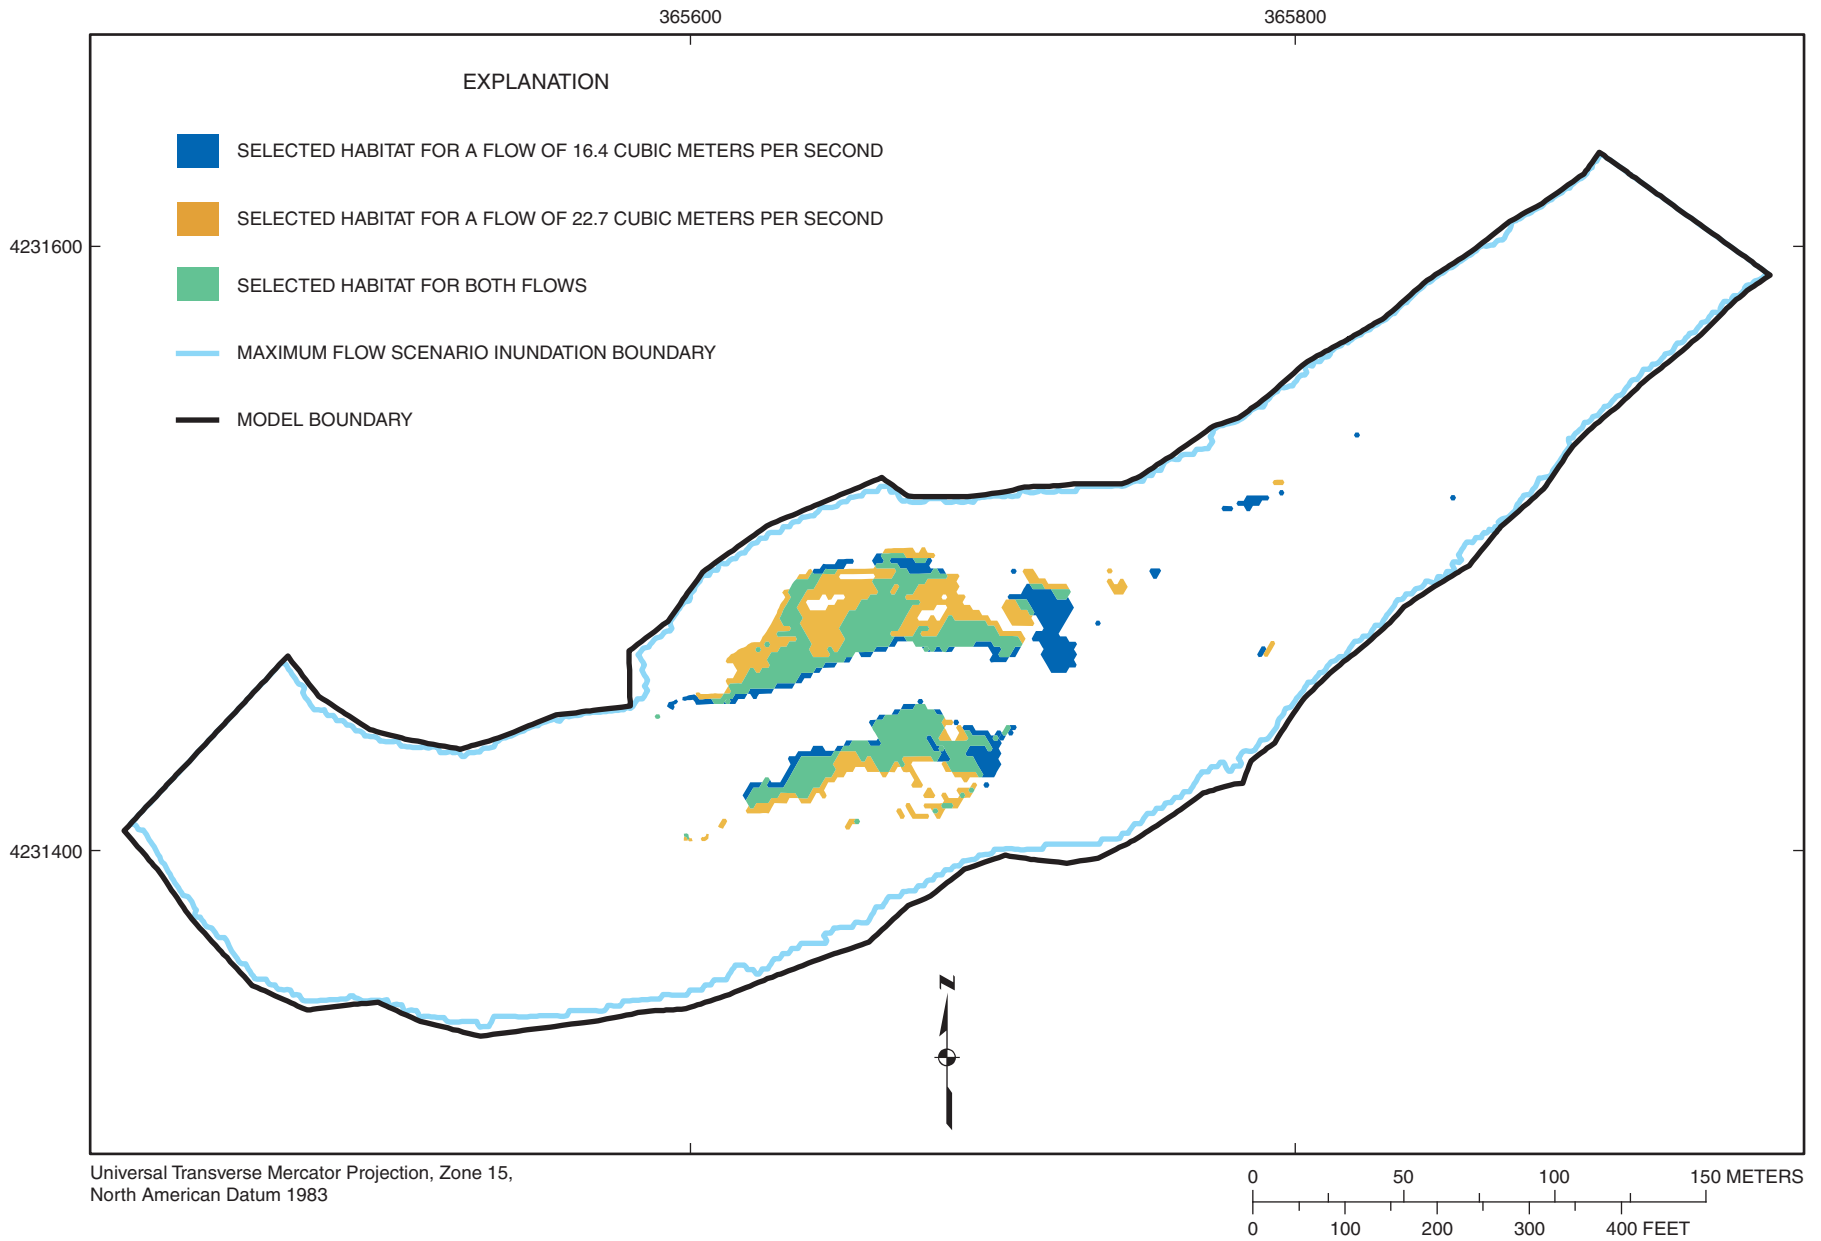 365600
365800
EXPLANATION
SELECTED HABITAT FOR A FLOW OF 16.4 CUBIC METERS PER SECOND
SELECTED HABITAT FOR A FLOW OF 22.7 CUBIC METERS PER SECOND
4231600
SELECTED HABITAT FOR BOTH FLOWS
MAXIMUM FLOW SCENARIO INUNDATION BOUNDARY
MODEL BOUNDARY
4231400
N
Universal Transverse Mercator Projection, Zone 15,
North American Datum 1983
0 50 100 150 METERS
0 100 200 300 400 FEET